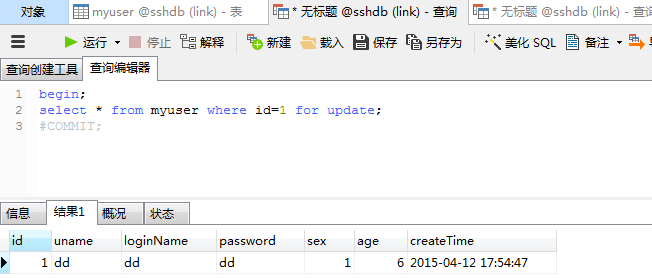 对象 myuser @sshdb (link) - 表 * 无标题 @sshdb (link) - 查询 * 无标题 @sshdb (link) - 查询
运行 停止 解释 新建 载入 保存 另存为 美化 SQL 备注
查询创建工具 查询编辑器
1 begin;
2 select * from myuser where id=1 for update;
3 #COMMIT;
信息 结果1 概况 状态
id uname loginName password sex age createTime
1 dd dd dd 1 6 2015-04-12 17:54:47